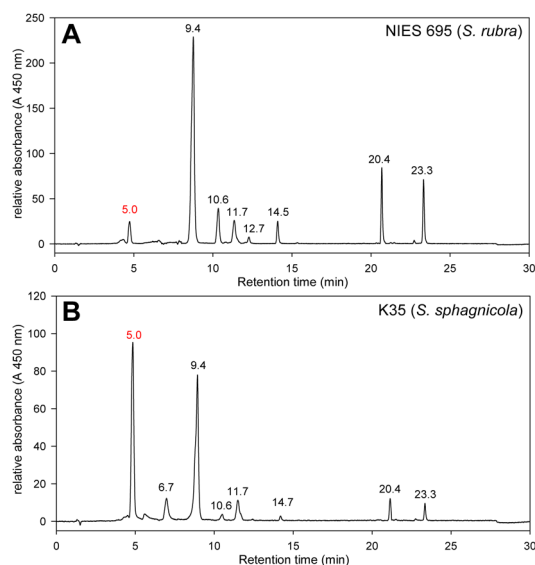 A
NIES 695 (S. rubra)
relative absorbance (A 450 nm)
250
200
150
100
50
0
5.0
9.4
10.6
11.7
12.7
14.5
20.4
23.3
0 5 10 15 20 25 30
Retention time (min)
B
K35 (S. sphagnicola)
relative absorbance (A 450 nm)
120
100
80
60
40
20
0
5.0
6.7
9.4
10.6
11.7
14.7
20.4
23.3
0 5 10 15 20 25 30
Retention time (min)